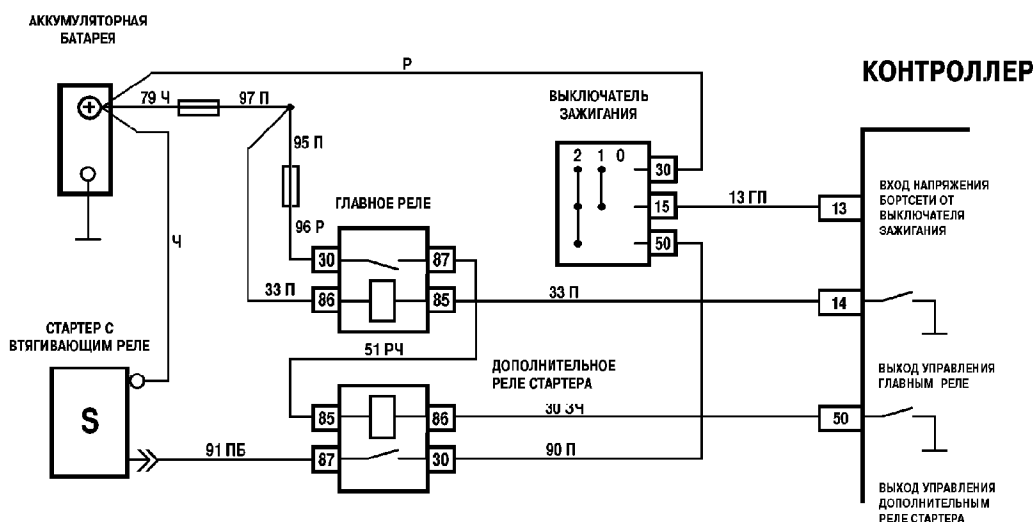 АККУМУЛЯТОРНАЯ
БАТАРЕЯ
Р
КОНТРОЛЛЕР
79 Ч
97 П
ВЫКЛЮЧАТЕЛЬ
ЗАЖИГАНИЯ
95 П
2 1 0
30
15
50
13 ГП
13
ВХОД НАПРЯЖЕНИЯ
БОРТСЕТИ ОТ
ВЫКЛЮЧАТЕЛЯ
ЗАЖИГАНИЯ
ГЛАВНОЕ РЕЛЕ
96 Р
Ч
30
87
33 П
86
85
33 П
14
СТАРТЕР С
ВТЯГИВАЮЩИМ РЕЛЕ
51 РЧ
ДОПОЛНИТЕЛЬНОЕ
РЕЛЕ СТАРТЕРА
ВЫХОД УПРАВЛЕНИЯ
ГЛАВНЫМ РЕЛЕ
S
85
86
30 ЗЧ
50
91 ПБ
87
30
90 П
ВЫХОД УПРАВЛЕНИЯ
ДОПОЛНИТЕЛЬНЫМ
РЕЛЕ СТАРТЕРА